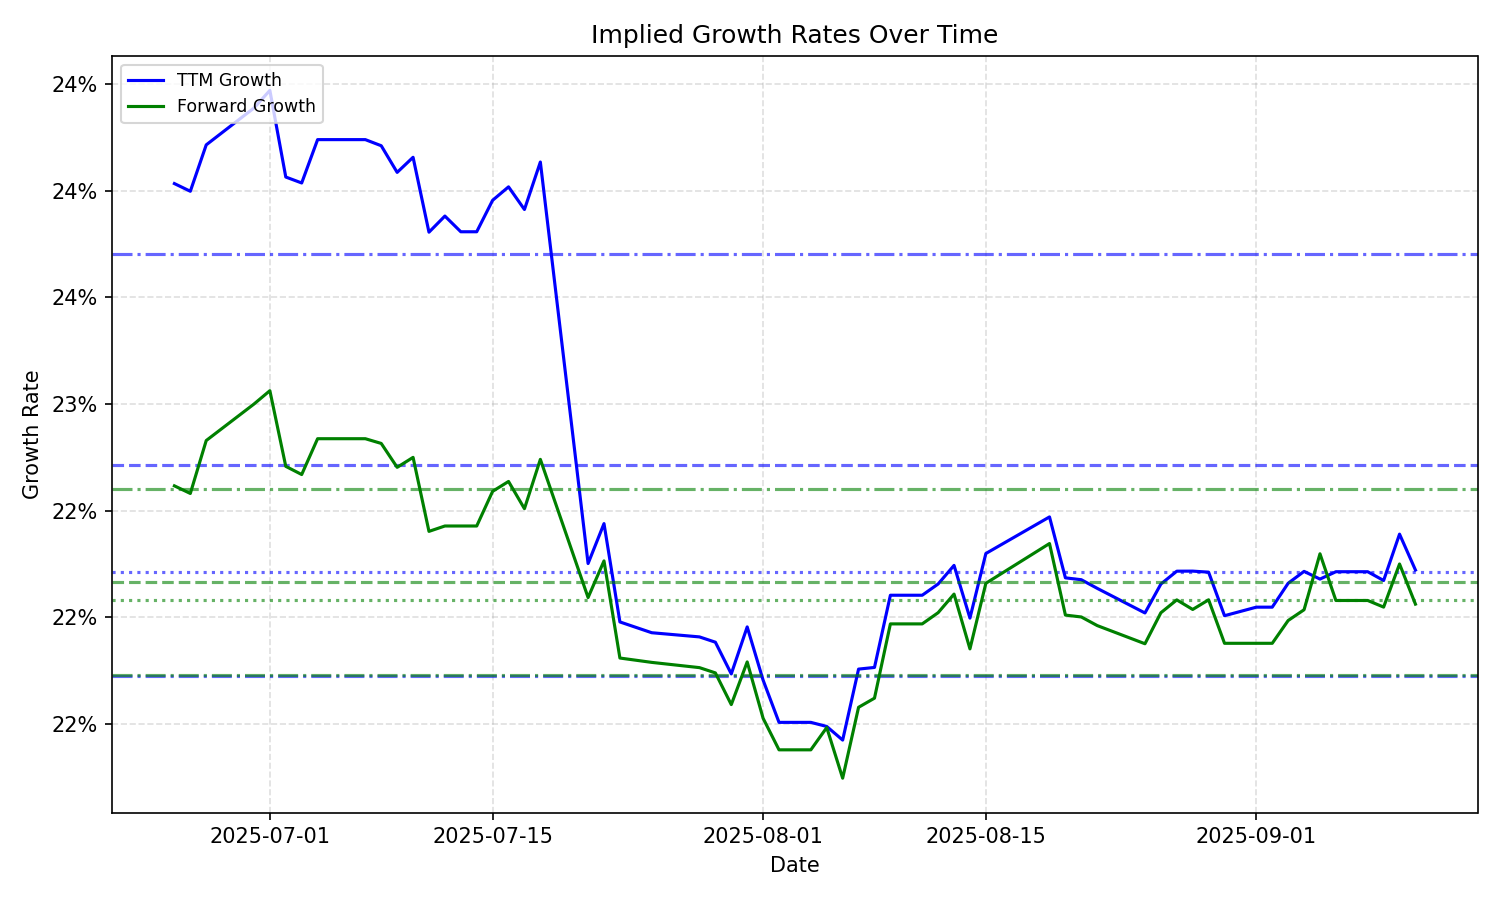 Implied Growth Rates Over Time
TTM Growth
Forward Growth
24%
24%
24%
23%
22%
22%
22%
Growth Rate
2025-07-01
2025-07-15
2025-08-01
2025-08-15
2025-09-01
Date